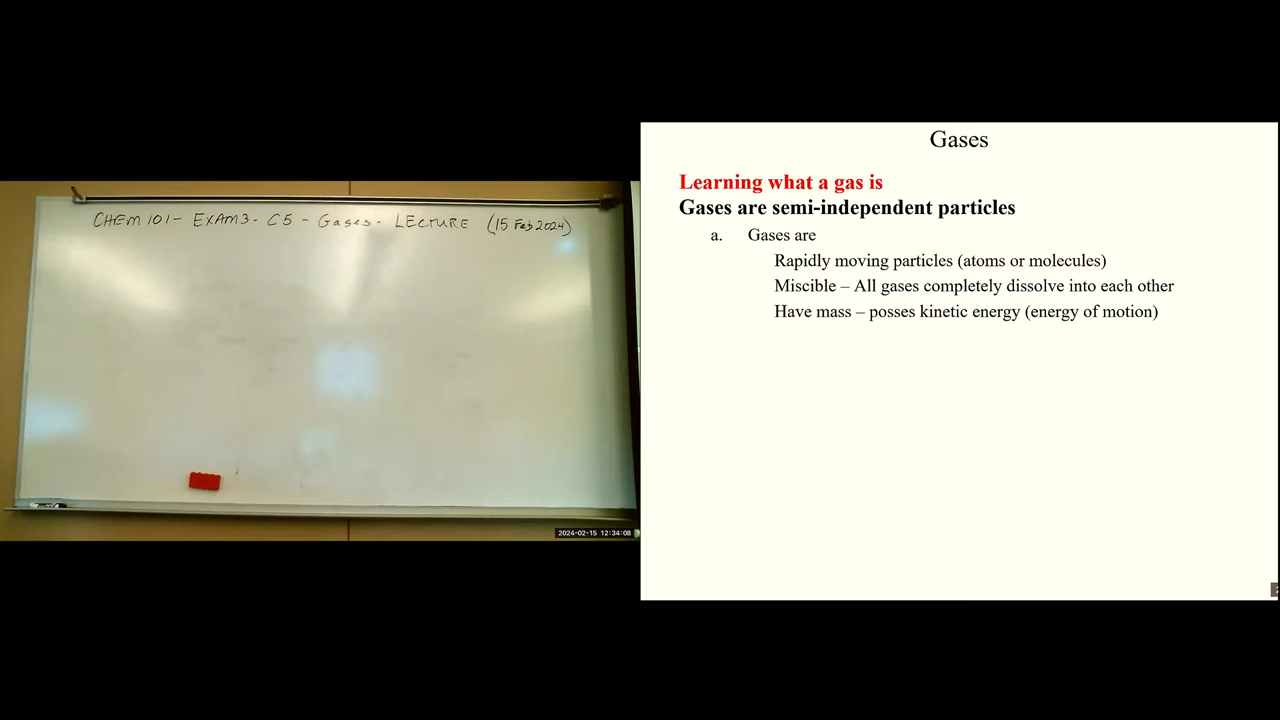 CHEM 101- EXAM3- C5 - Gases- LECTURE (15 Feb 2024)
2024-02-15 12:34:08
Gases
Learning what a gas is
Gases are semi-independent particles
a. Gases are
Rapidly moving particles (atoms or molecules)
Miscible – All gases completely dissolve into each other
Have mass – posses kinetic energy (energy of motion)